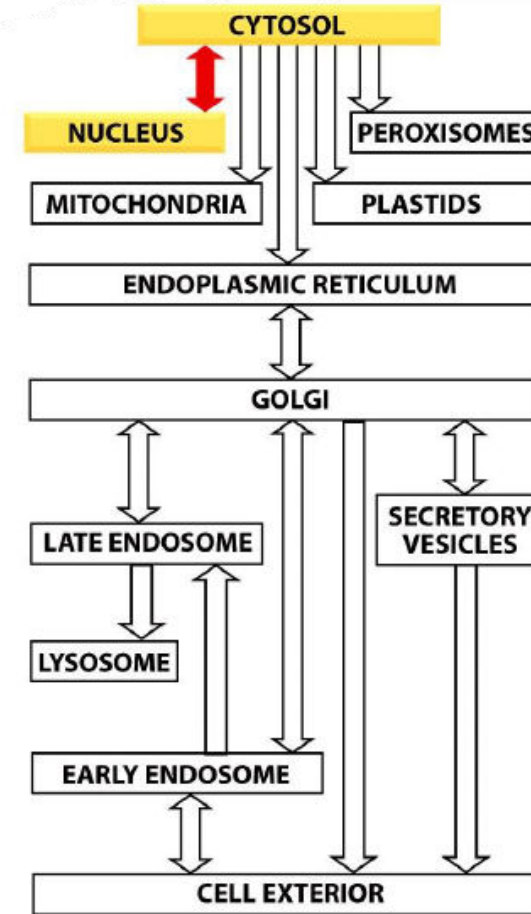 CYTOSOL
NUCLEUS
PEROXISOMES
MITOCHONDRIA
PLASTIDS
ENDOPLASMIC RETICULUM
GOLGI
LATE ENDOSOME
SECRETORY
VESICLES
LYSOSOME
EARLY ENDOSOME
CELL EXTERIOR